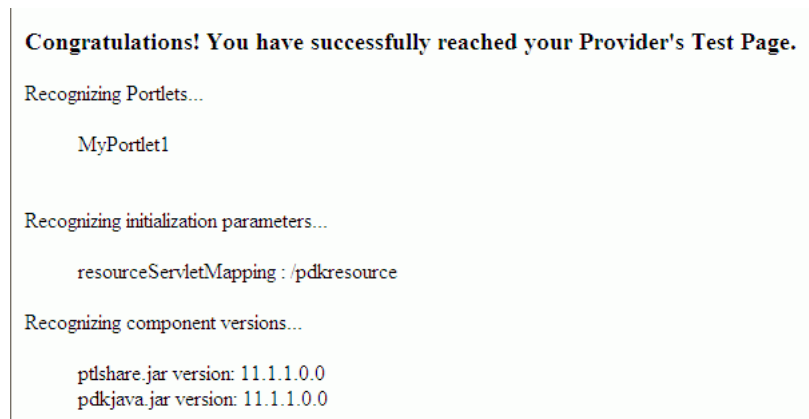 Congratulations! You have successfully reached your Provider's Test Page.
Recognizing Portlets...
MyPortlet1
Recognizing initialization parameters...
resourceServletMapping : /pdkresource
Recognizing component versions...
ptlshare.jar version: 11.1.1.0.0
pdkjava.jar version: 11.1.1.0.0